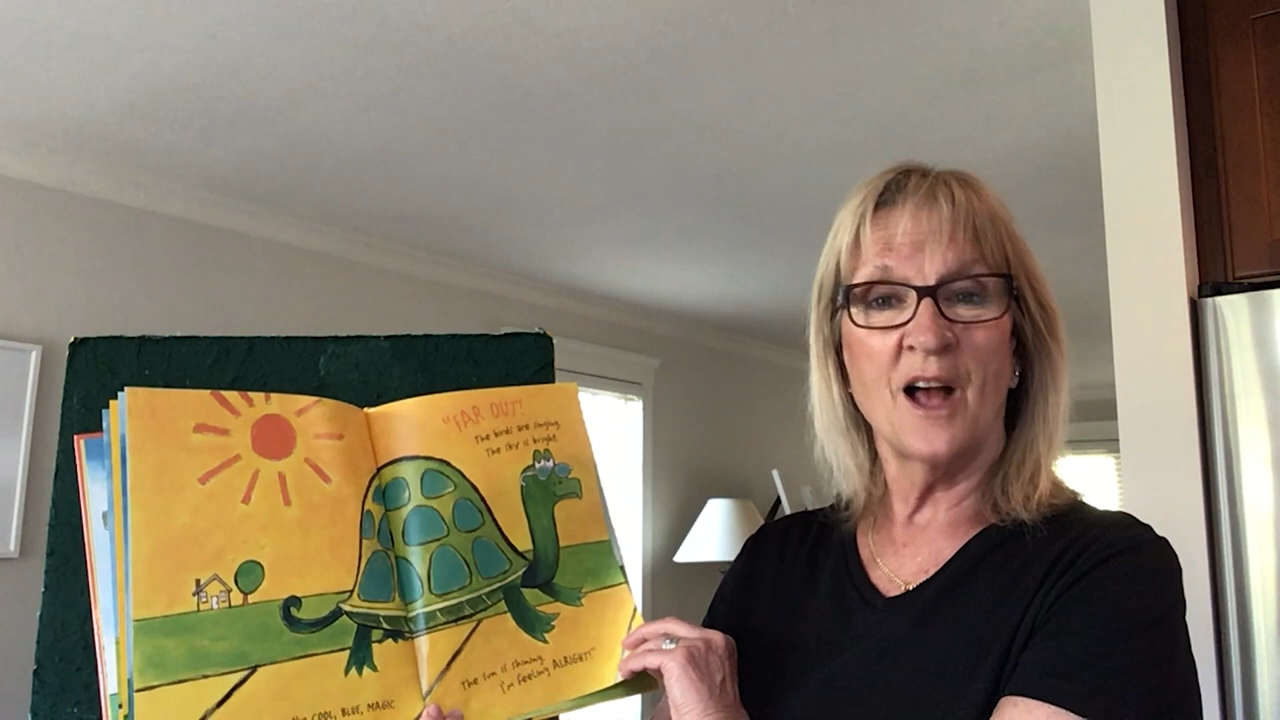 "FAR OUT!
The birds are singing.
The sky is bright.
COOL, BLUE, MAGIC
The sun is shining.
I'm feeling ALRIGHT!"